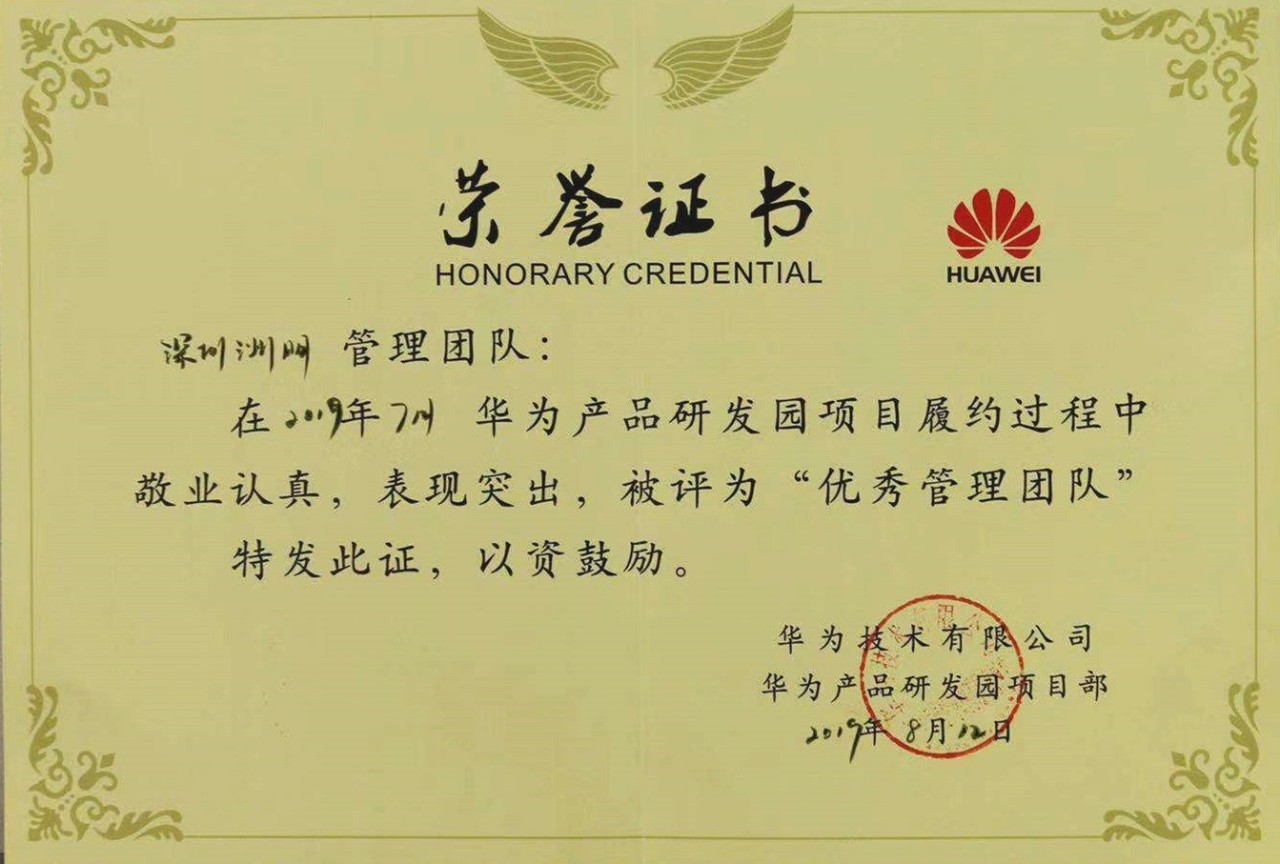 荣誉证书
HONORARY CREDENTIAL
HUAWEI
深圳洲明 管理团队：
在2019年7月 华为产品研发园项目履约过程中
敬业认真，表现突出，被评为“优秀管理团队”
特发此证，以资鼓励。
华为技术有限公司
华为产品研发园项目部
2019年8月12日